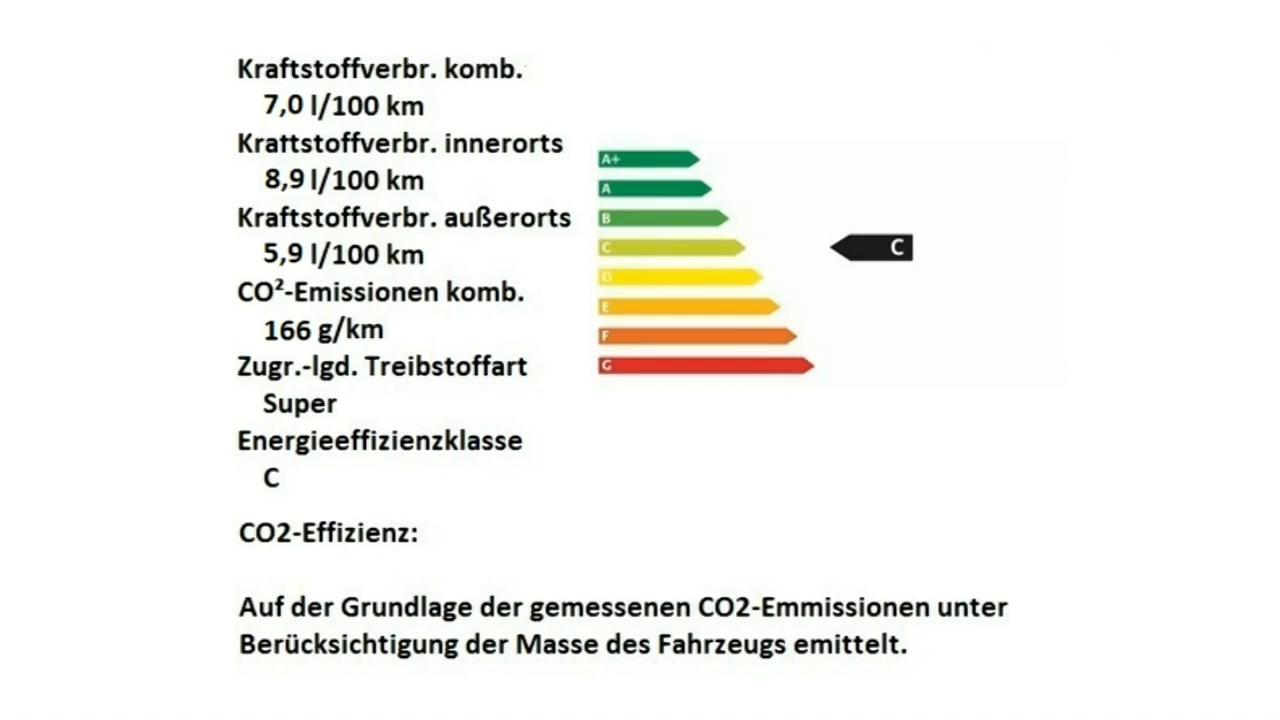 Kraftstoffverbr. komb.
7,0 l/100 km
Kraftstoffverbr. innerorts
8,9 l/100 km
Kraftstoffverbr. außerorts
5,9 l/100 km
CO²-Emissionen komb.
166 g/km
Zugr.-lgd. Treibstoffart
Super
Energieeffizienzklasse
C
A+
A
B
C
D
E
F
G
C
CO2-Effizienz:
Auf der Grundlage der gemessenen CO2-Emmissionen unter
Berücksichtigung der Masse des Fahrzeugs emittelt.